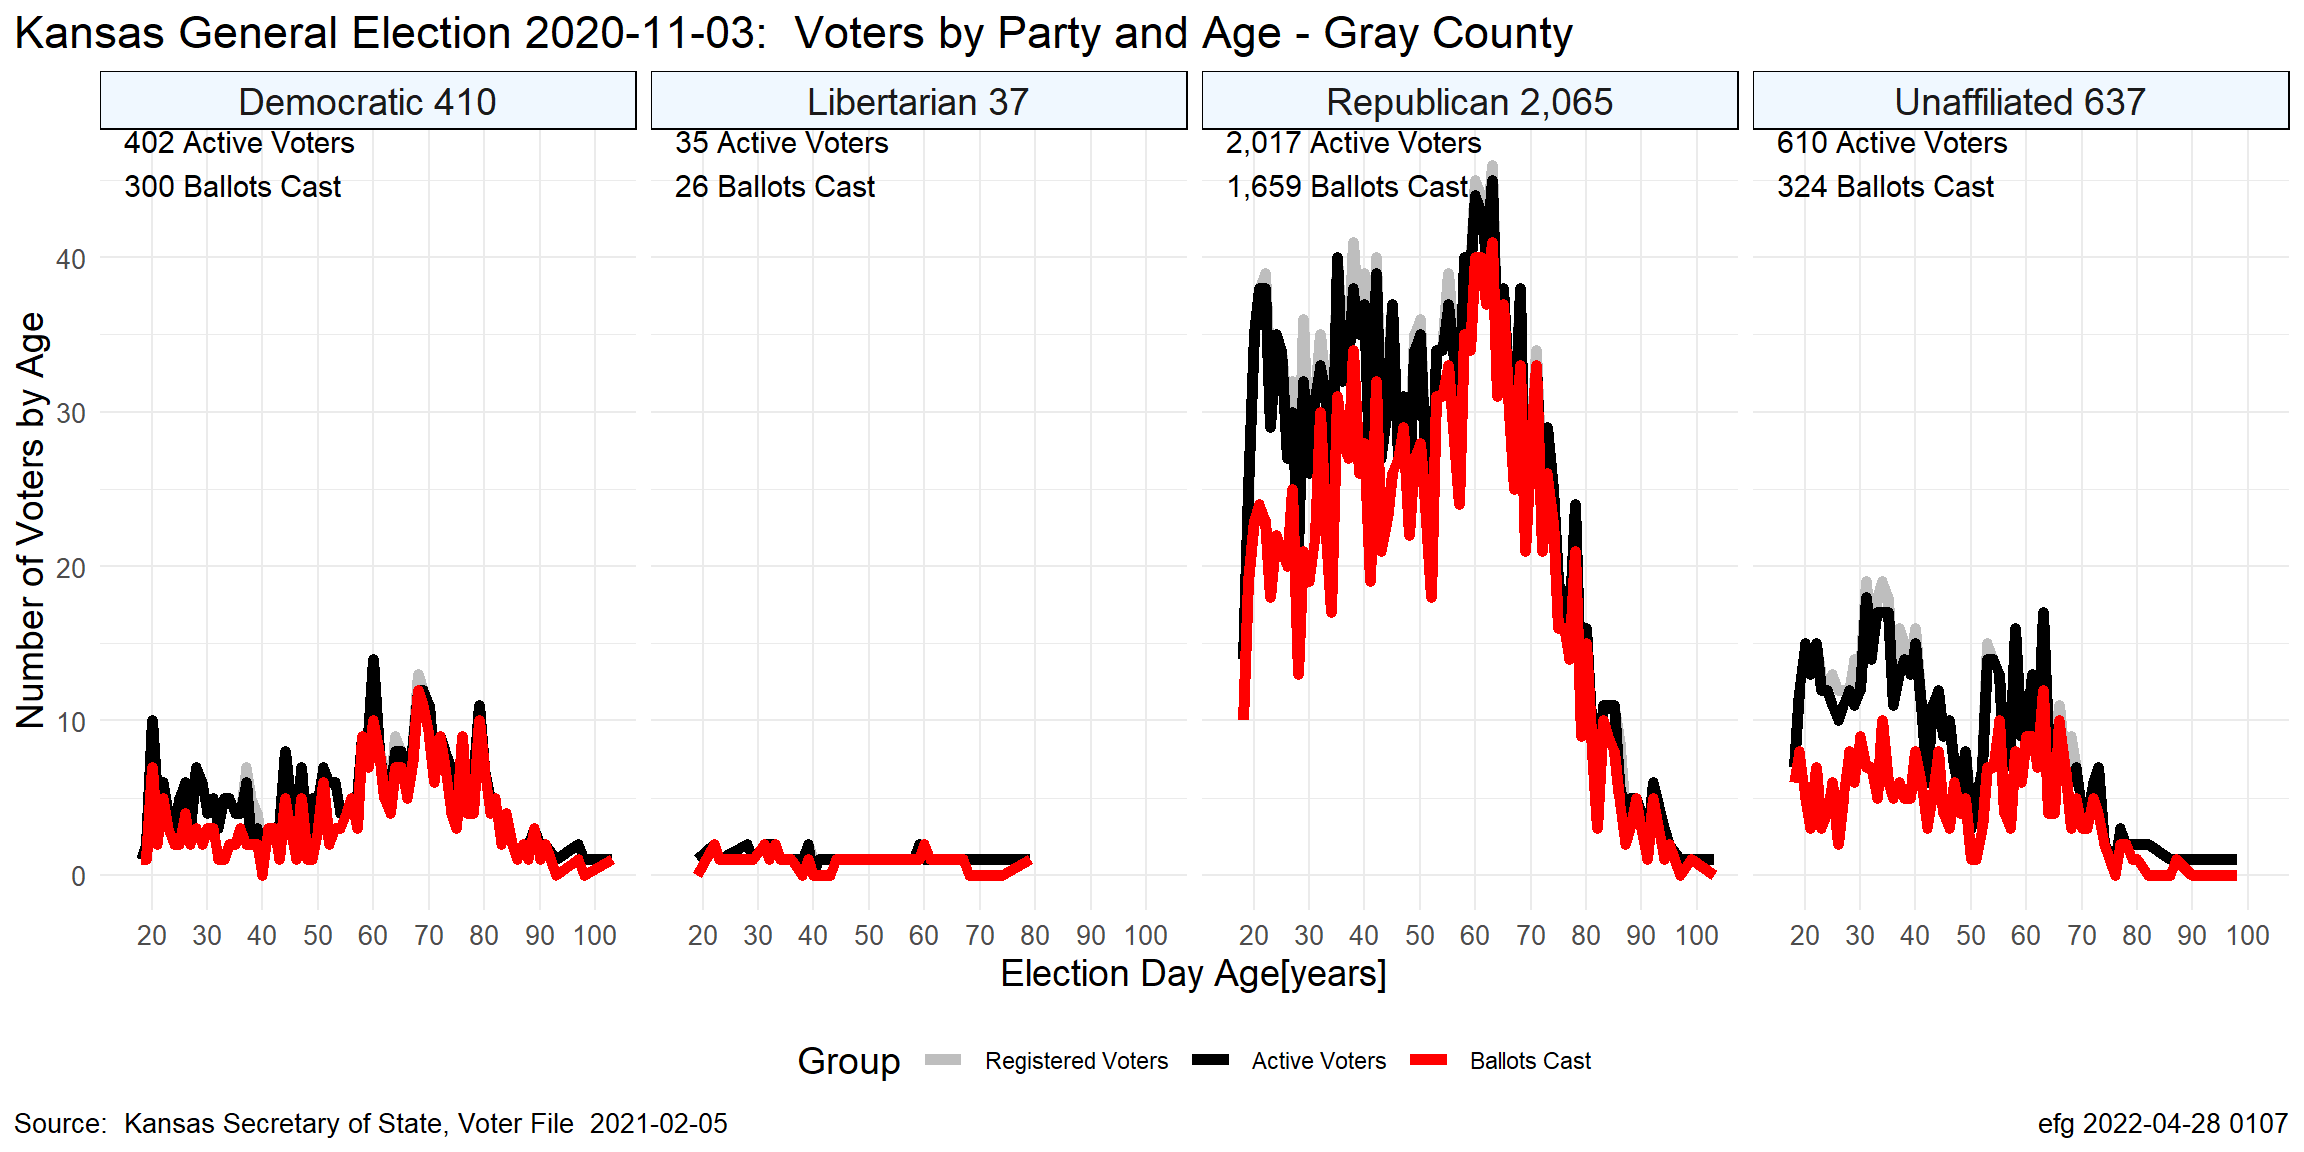 Kansas General Election 2020-11-03:  Voters by Party and Age - Gray County
Democratic 410
Libertarian 37
Republican 2,065
Unaffiliated 637
402 Active Voters
300 Ballots Cast
35 Active Voters
26 Ballots Cast
2,017 Active Voters
1,659 Ballots Cast
610 Active Voters
324 Ballots Cast
Number of Voters by Age
40
30
20
10
0
20 30 40 50 60 70 80 90 100
20 30 40 50 60 70 80 90 100
20 30 40 50 60 70 80 90 100
20 30 40 50 60 70 80 90 100
Election Day Age[years]
Group Registered Voters Active Voters Ballots Cast
Source:  Kansas Secretary of State, Voter File  2021-02-05
efg 2022-04-28 0107